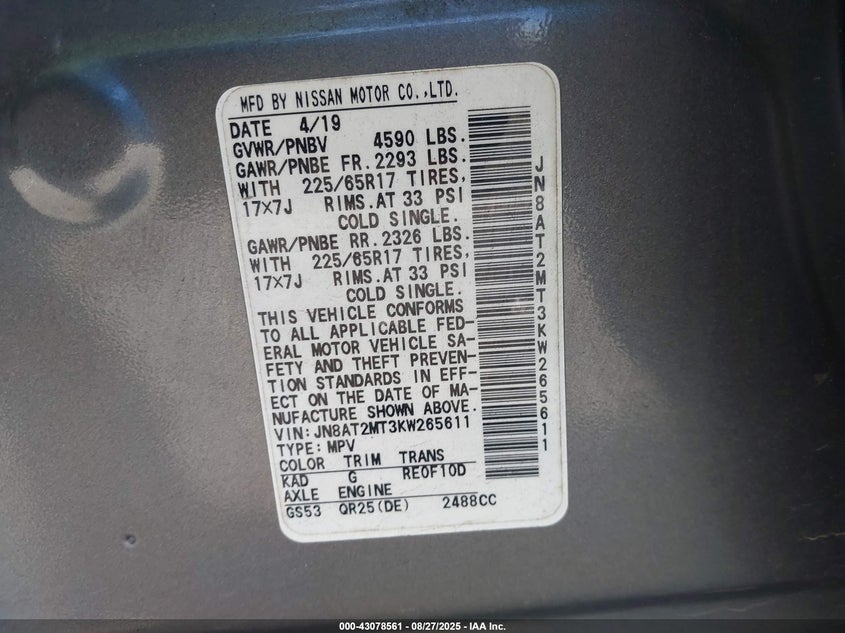 MFD BY NISSAN MOTOR CO.,LTD.
DATE 4/19
GVWR/PNBV 4590 LBS.
GAWR/PNBE FR.2293 LBS.
WITH 225/65R17 TIRES,
17×7J RIMS.AT 33 PSI
COLD SINGLE.
GAWR/PNBE RR.2326 LBS.
WITH 225/65R17 TIRES,
17×7J RIMS.AT 33 PSI
COLD SINGLE.
THIS VEHICLE CONFORMS
TO ALL APPLICABLE FED-
ERAL MOTOR VEHICLE SA-
FETY AND THEFT PREVEN-
TION STANDARDS IN EFF-
ECT ON THE DATE OF MA-
NUFACTURE SHOWN ABOVE.
VIN:JN8AT2MT3KW265611
TYPE:MPV
COLOR TRIM TRANS
KAD G RE0F10D
AXLE ENGINE
GS53 QR25(DE) 2488CC
JN8AT2MT3KW265611
000-43078561 - 08/27/2025 - IAA Inc.